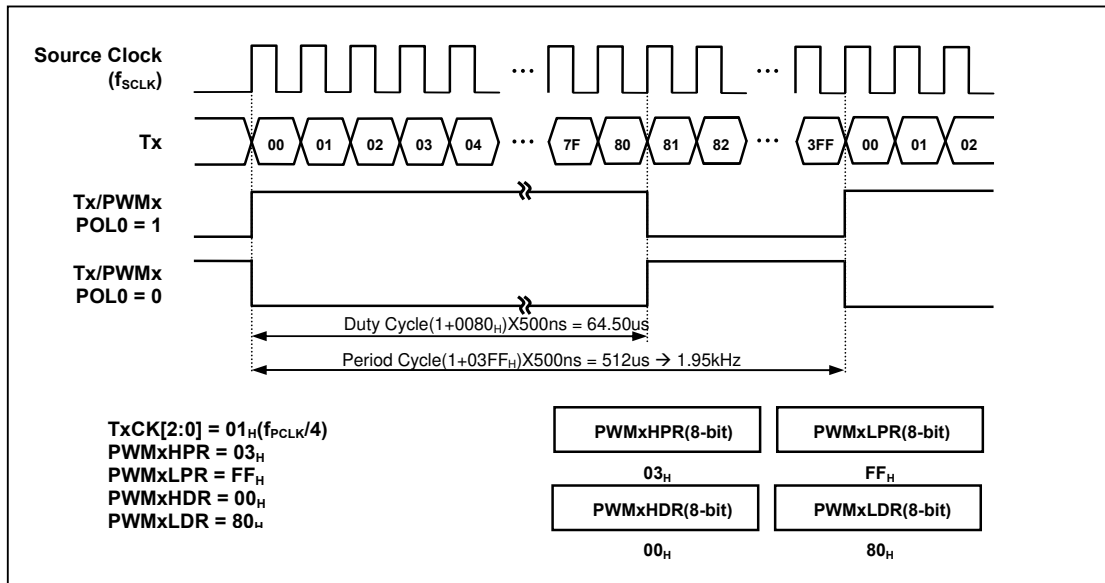 Source Clock
(fSCLK)
... ...
Tx
00 01 02 03 04 ... 7F 80 81 82 ... 3FF 00 01 02
Tx/PWMx
POL0 = 1
Tx/PWMx
POL0 = 0
Duty Cycle(1+0080H)X500ns = 64.50us
Period Cycle(1+03FFH)X500ns = 512us → 1.95kHz
TxCK[2:0] = 01H(fPCLK/4)
PWMxHPR = 03H
PWMxLPR = FFH
PWMxHDR = 00H
PWMxLDR = 80H
PWMxHPR(8-bit) PWMxLPR(8-bit)
03H FFH
PWMxHDR(8-bit) PWMxLDR(8-bit)
00H 80H